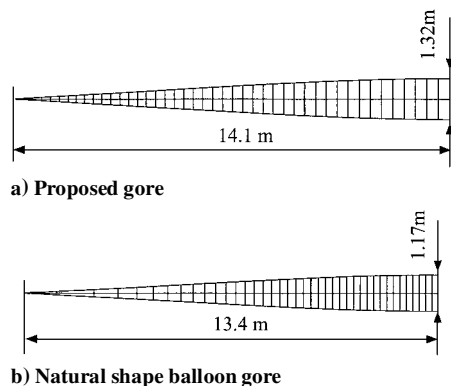 1.32m
14.1 m
a) Proposed gore
1.17m
13.4 m
b) Natural shape balloon gore